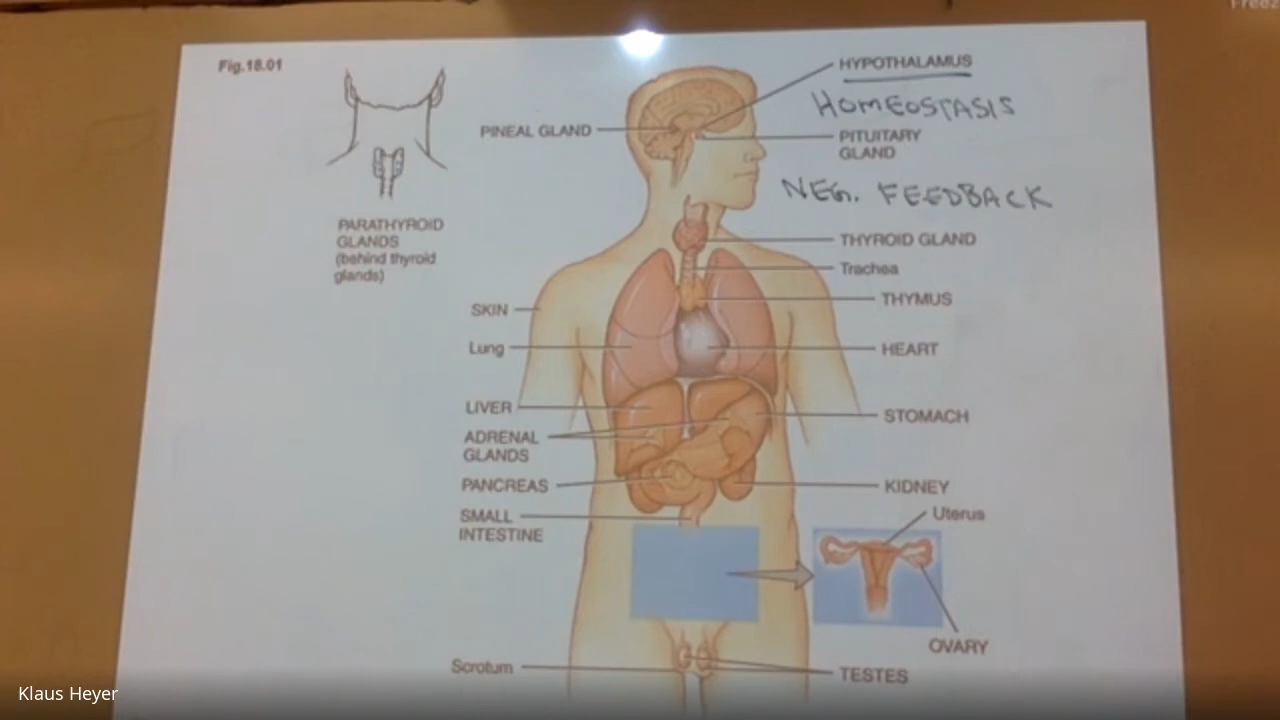 Freez
Fig.18.01
HYPOTHALAMUS
HOMEOSTASIS
PINEAL GLAND
PITUITARY
GLAND
NEG. FEEDBACK
PARATHYROID
GLANDS
(behind thyroid
glands)
THYROID GLAND
Trachea
THYMUS
SKIN
Lung
HEART
LIVER
STOMACH
ADRENAL
GLANDS
PANCREAS
KIDNEY
SMALL
INTESTINE
Uterus
OVARY
Scrotum
TESTES
Klaus Heyer